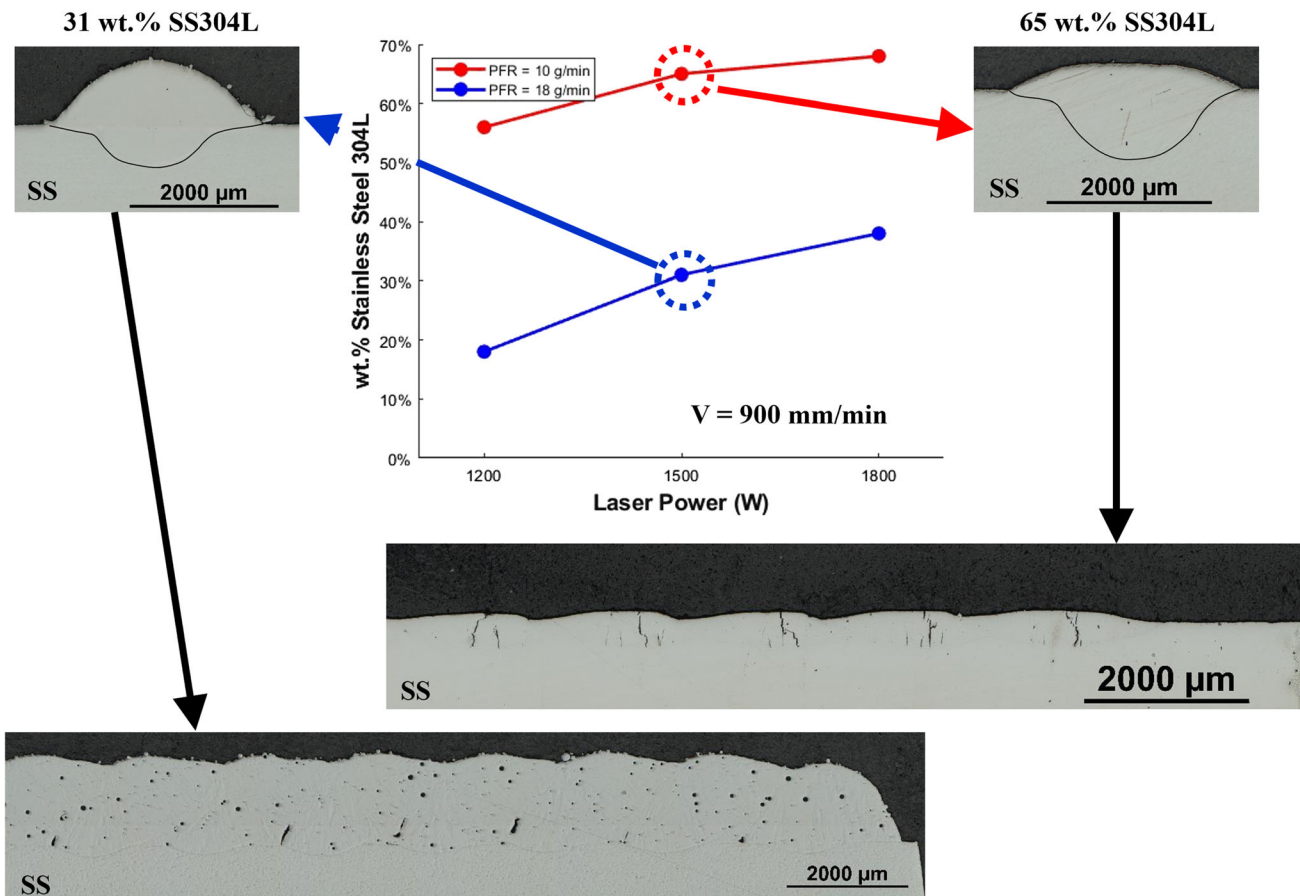 31 wt.% SS304L
65 wt.% SS304L
SS
2000 µm
wt.% Stainless Steel 304L
70%
60%
50%
40%
30%
20%
10%
0%
PFR = 10 g/min
PFR = 18 g/min
V = 900 mm/min
1200
1500
1800
Laser Power (W)
SS
2000 µm
SS
2000 µm
SS
2000 µm